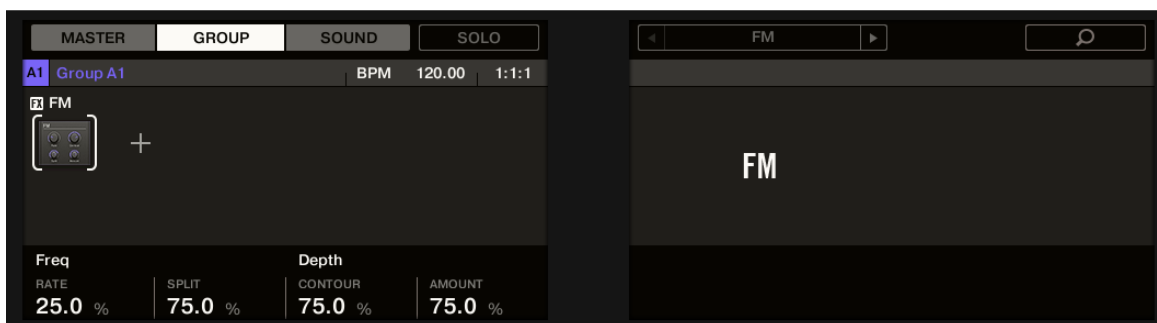 MASTER GROUP SOUND SOLO
FM
A1 Group A1 BPM 120.00 1:1:1
FX FM
FM
Freq Depth
RATE SPLIT CONTOUR AMOUNT
25.0 % 75.0 % 75.0 % 75.0 %